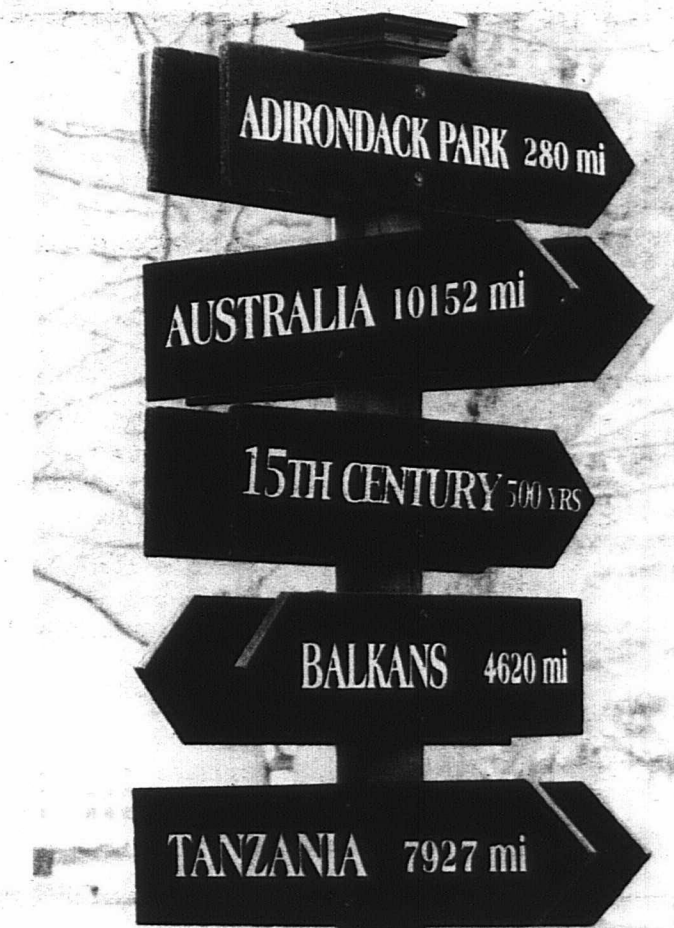 ADIRONDACK PARK 280 mi
AUSTRALIA 10152 mi
15TH CENTURY 500 YRS
BALKANS 4620 mi
TANZANIA 7927 mi